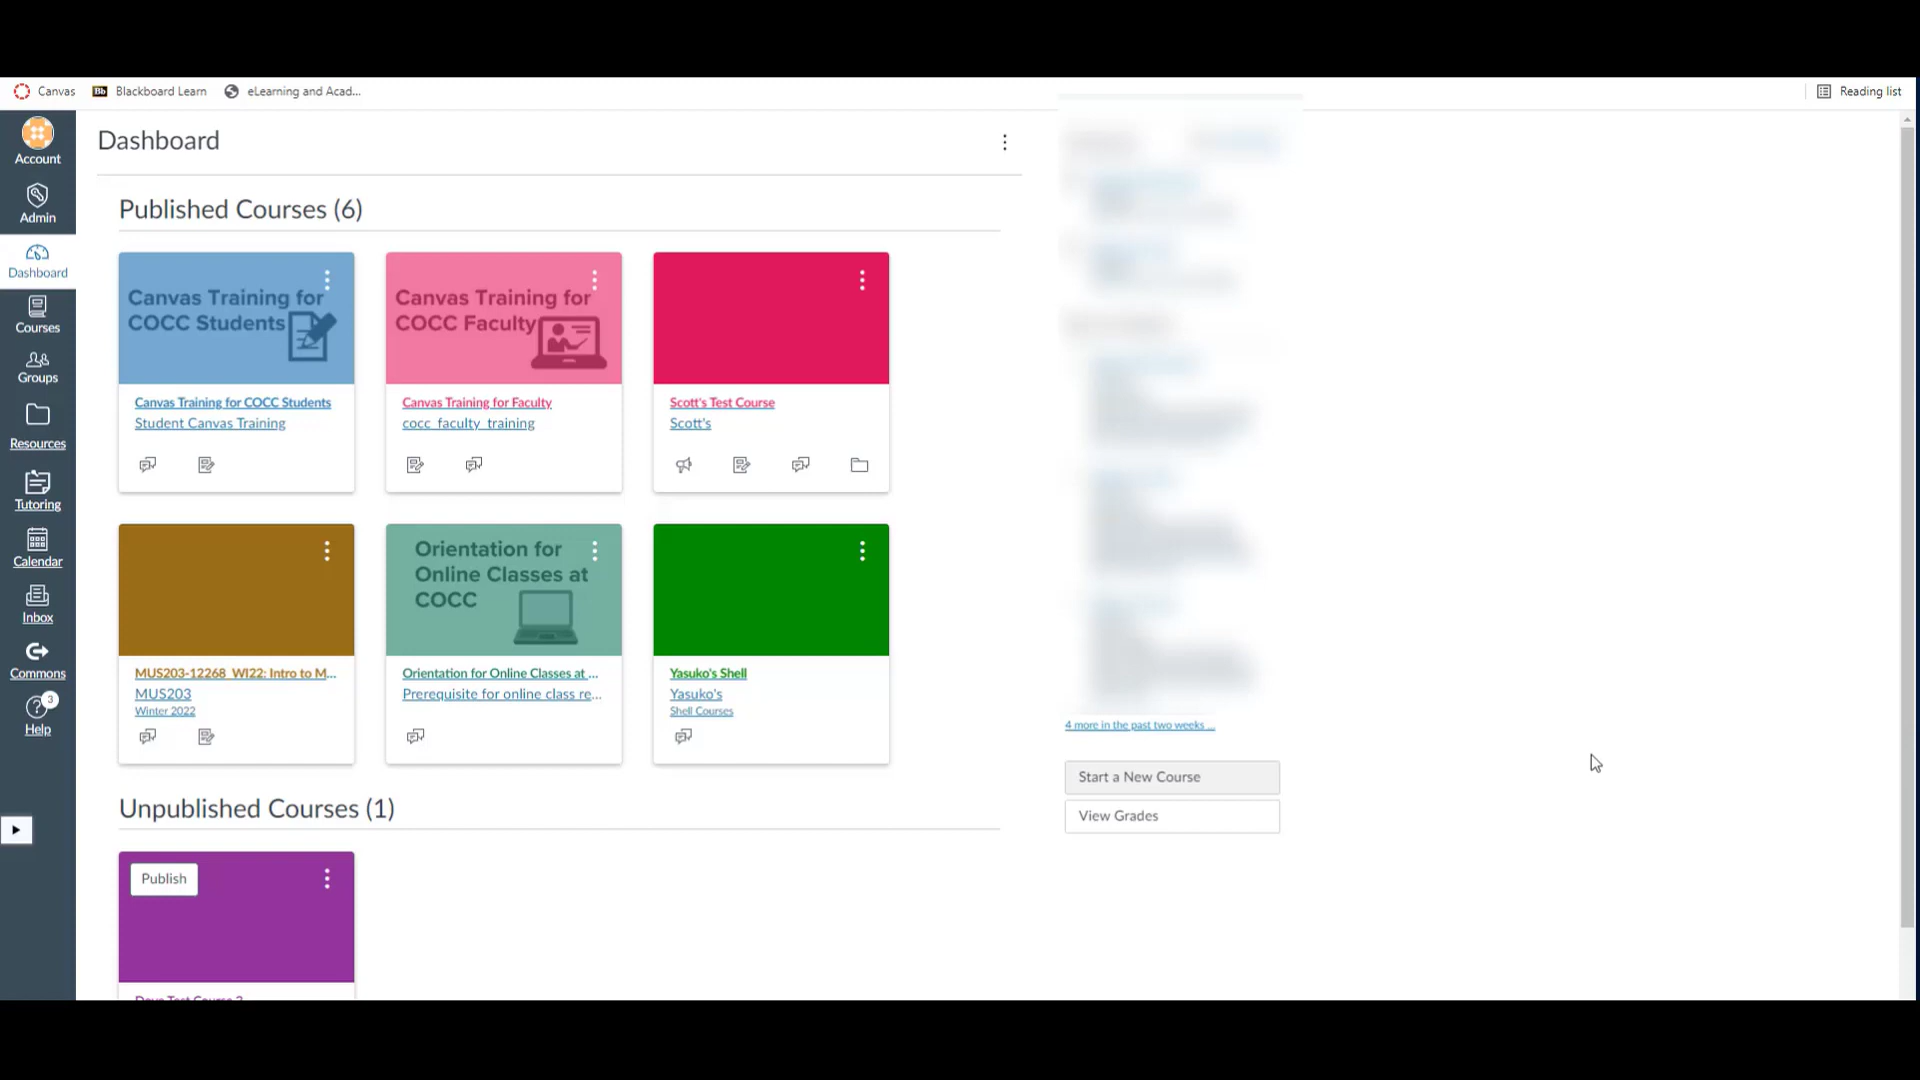 Canvas
Blackboard Learn
eLearning and Acad...
Reading list
Account
Admin
Dashboard
Courses
Groups
Resources
Tutoring
Calendar
Inbox
Commons
3
Help
Dashboard
Published Courses (6)
Canvas Training for
COCC Students
Canvas Training for COCC Students
Student Canvas Training
Canvas Training for
COCC Faculty
Canvas Training for Faculty
cocc_faculty_training
Scott's Test Course
Scott's
MUS203-12268_WI22: Intro to M...
MUS203
Winter 2022
Orientation for
Online Classes at
COCC
Orientation for Online Classes at ...
Prerequisite for online class re...
Yasuko's Shell
Yasuko's
Shell Courses
Unpublished Courses (1)
Publish
4 more in the past two weeks ...
Start a New Course
View Grades